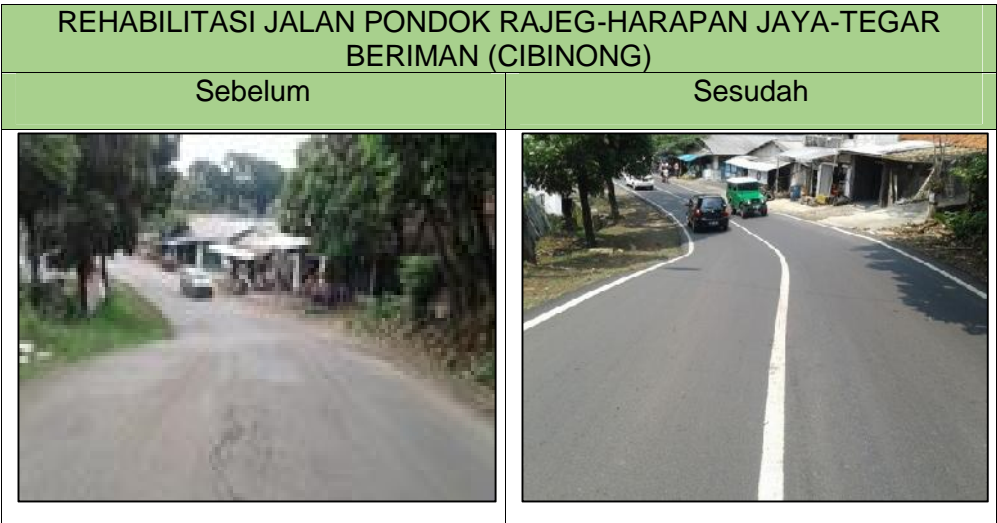 REHABILITASI JALAN PONDOK RAJEG-HARAPAN JAYA-TEGAR
BERIMAN (CIBINONG)
Sebelum
Sesudah